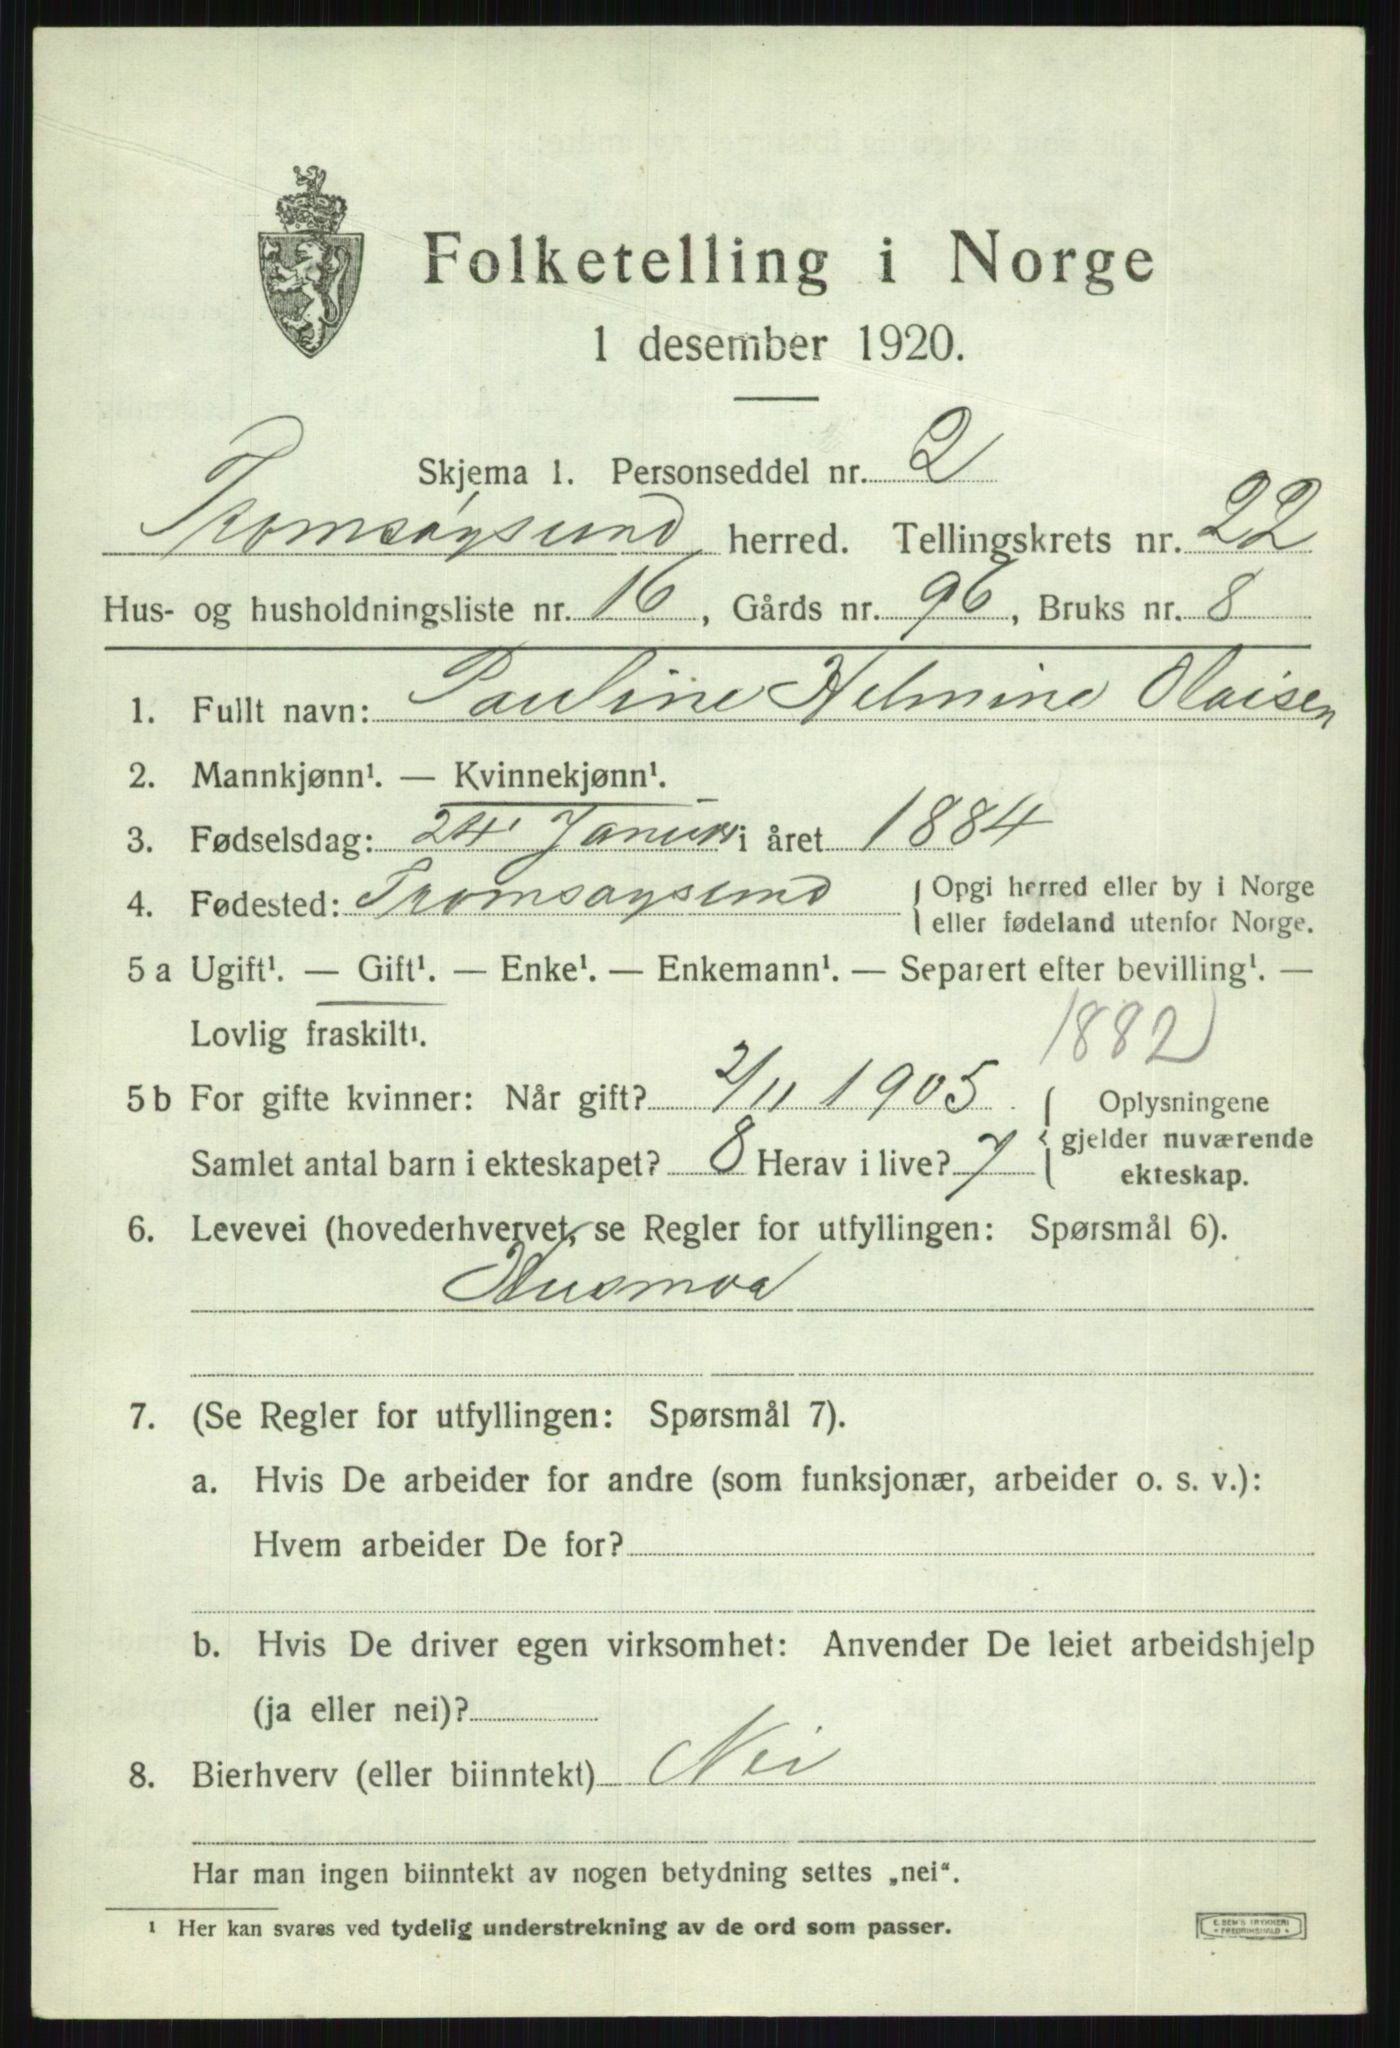 Folketelling i Norge
1 desember 1920.
Skjema 1. Personseddel nr. 2
Tromsøysund herred. Tellingskrets nr. 22
Hus- og husholdningsliste nr. 16, Gårds nr. 96, Bruks nr. 8
1. Fullt navn: Pauline Helmine Olaisen
2. Mannkjønn¹. — Kvinnekjønn¹.
3. Fødselsdag: 24 Januar i året 1884
4. Fødested: Tromsøysund { Opgi herred eller by i Norge
eller fødeland utenfor Norge.
5 a Ugift¹. — Gift¹. — Enke¹. — Enkemann¹. — Separert efter bevilling¹. —
Lovlig fraskilt¹.
1882
5 b For gifte kvinner: Når gift? 2/11 1905 { Oplysningene
gjelder nuværende
Samlet antal barn i ekteskapet? 8 Herav i live? 7
ekteskap.
6. Levevei (hovederhvervet, se Regler for utfyllingen: Spørsmål 6).
Husmoa
7. (Se Regler for utfyllingen: Spørsmål 7).
a. Hvis De arbeider for andre (som funksjonær, arbeider o. s. v.):
Hvem arbeider De for?
b. Hvis De driver egen virksomhet: Anvender De leiet arbeidshjelp
(ja eller nei)?
8. Bierhverv (eller biinntekt) Nei
Har man ingen biinntekt av nogen betydning settes „nei“.
¹ Her kan svares ved tydelig understrekning av de ord som passer.
E. SEM'S TRYKKERI
FREDRIKSHALD